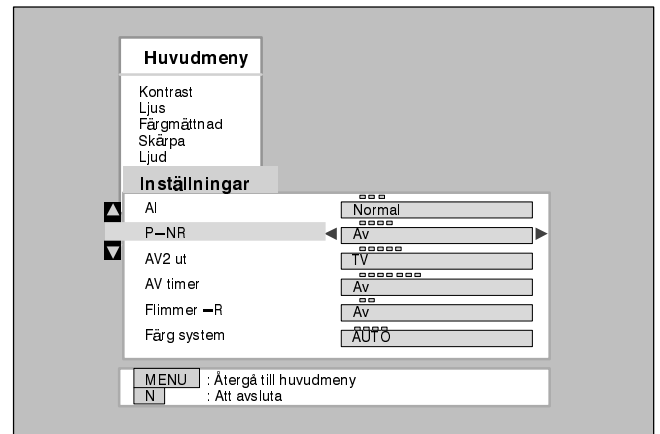 Huvudmeny
Kontrast
Ljus
Färgmättnad
Skärpa
Ljud
Inställningar
AI Normal
P–NR Av
AV2 ut TV
AV timer Av
Flimmer –R Av
Färg system AUTO
MENU : Återgå till huvudmeny
N : Att avsluta